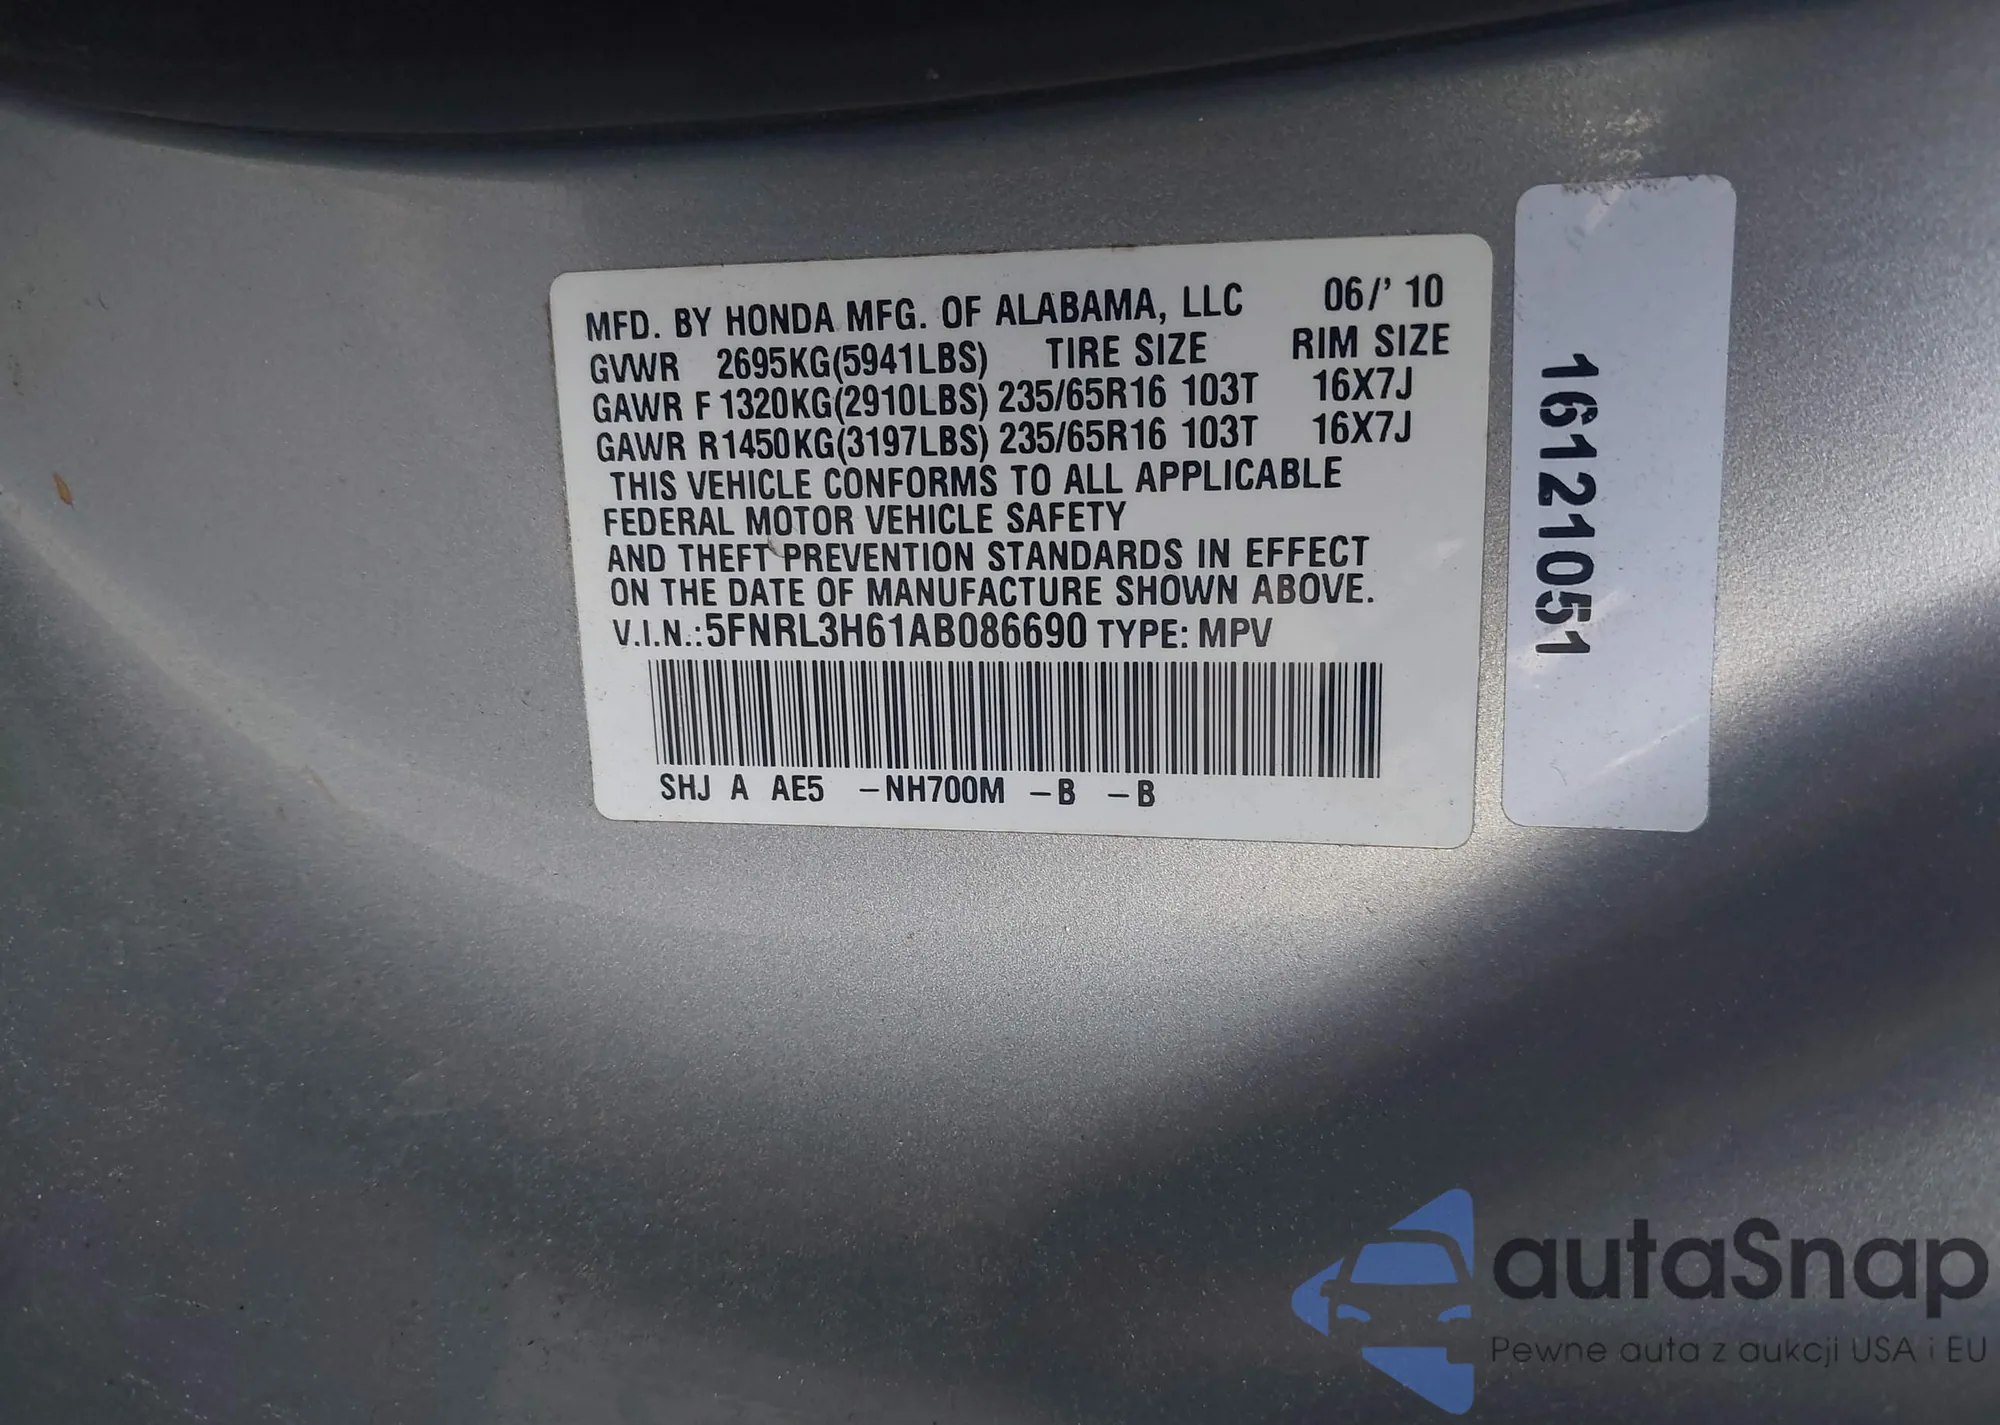 MFD. BY HONDA MFG. OF ALABAMA, LLC 06/' 10
GVWR 2695KG(5941LBS) TIRE SIZE RIM SIZE
GAWR F 1320KG(2910LBS) 235/65R16 103T 16X7J
GAWR R1450KG(3197LBS) 235/65R16 103T 16X7J
THIS VEHICLE CONFORMS TO ALL APPLICABLE
FEDERAL MOTOR VEHICLE SAFETY
AND THEFT PREVENTION STANDARDS IN EFFECT
ON THE DATE OF MANUFACTURE SHOWN ABOVE.
V.I.N.:5FNRL3H61AB086690 TYPE: MPV
SHJ A AE5 –NH700M –B –B
16121051
autaSnap
Pewne auta z aukcji USA i EU